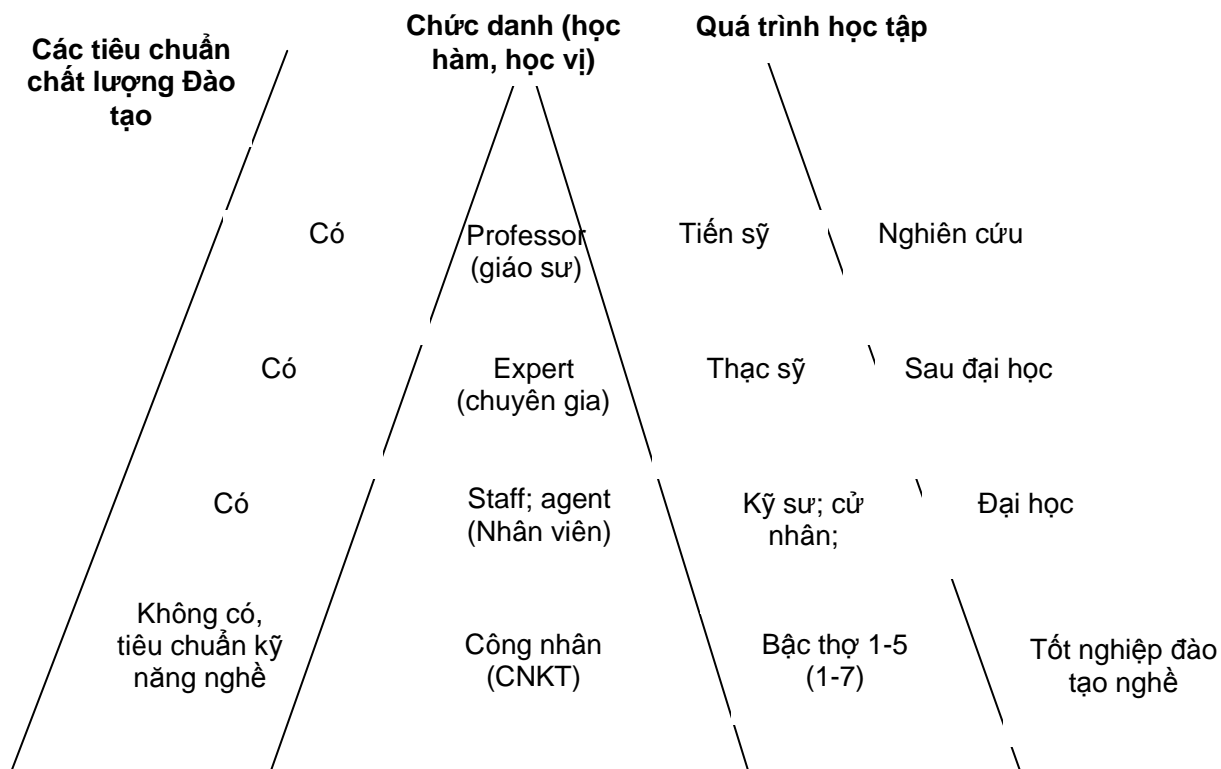 Các tiêu chuẩn
chất lượng Đào
tạo
Chức danh (học
hàm, học vị)
Quá trình học tập
Có
Professor
(giáo sư)
Tiến sỹ
Nghiên cứu
Có
Expert
(chuyên gia)
Thạc sỹ
Sau đại học
Có
Staff; agent
(Nhân viên)
Kỹ sư; cử
nhân;
Đại học
Không có,
tiêu chuẩn kỹ
năng nghề
Công nhân
(CNKT)
Bậc thợ 1-5
(1-7)
Tốt nghiệp đào
tạo nghề